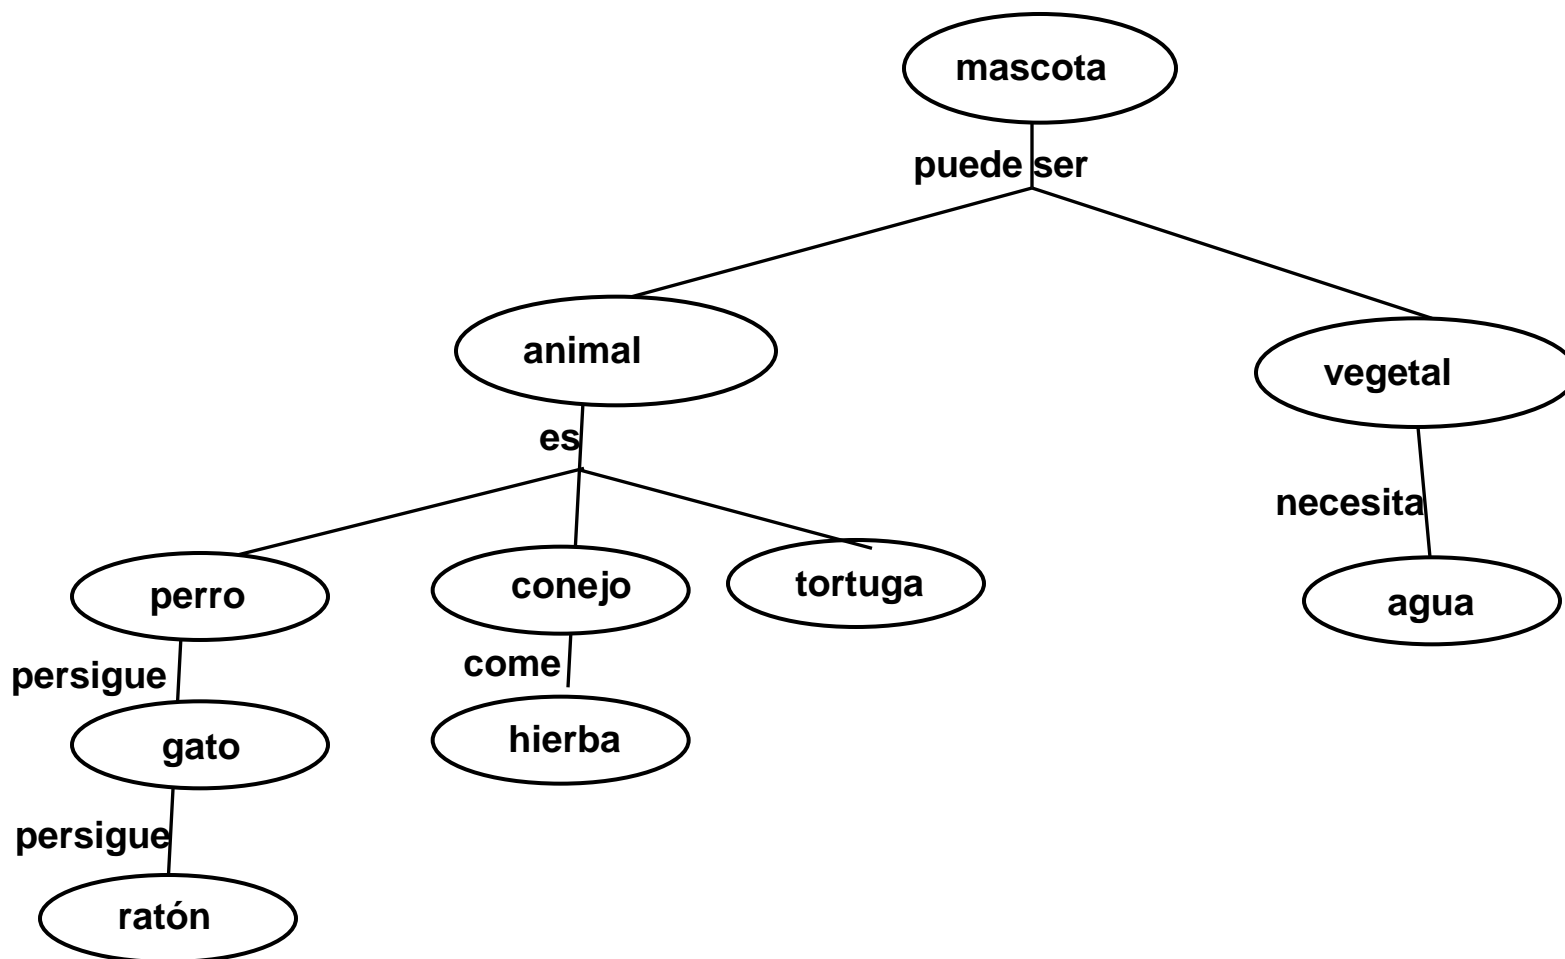 mascota
puede ser
animal
vegetal
es
necesita
perro
conejo
tortuga
agua
persigue
come
gato
hierba
persigue
ratón